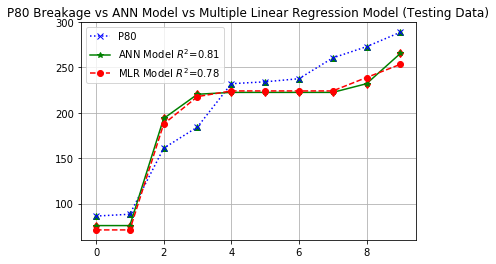 P80 Breakage vs ANN Model vs Multiple Linear Regression Model (Testing Data)
300
P80
ANN Model R²=0.81
MLR Model R²=0.78
250
200
150
100
0 2 4 6 8